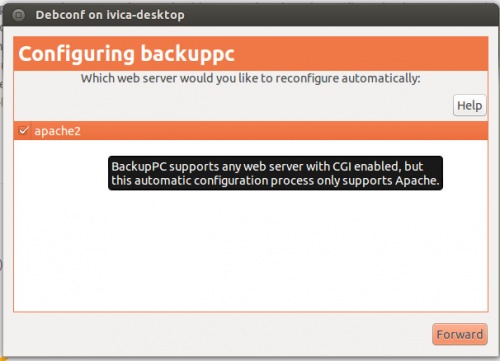 Debconf on ivica-desktop
Configuring backuppc
Which web server would you like to reconfigure automatically:
Help
apache2
BackupPC supports any web server with CGI enabled, but
this automatic configuration process only supports Apache.
Forward